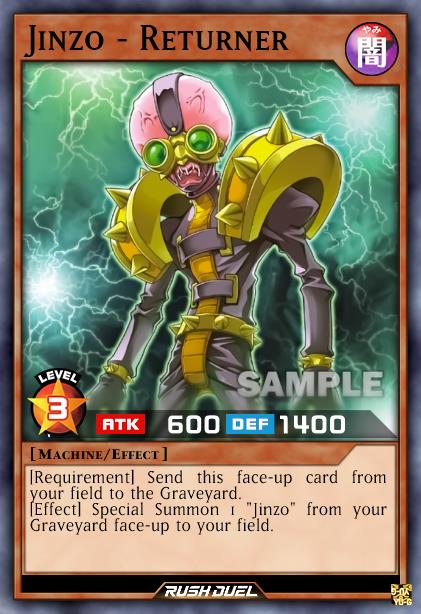 Jinzo - Returner
やみ
闇
SAMPLE
LEVEL
3
ATK 600 DEF 1400
[Machine/Effect]
[Requirement] Send this face-up card from
your field to the Graveyard.
[Effect] Special Summon 1 "Jinzo" from your
Graveyard face-up to your field.
RUSH DUEL